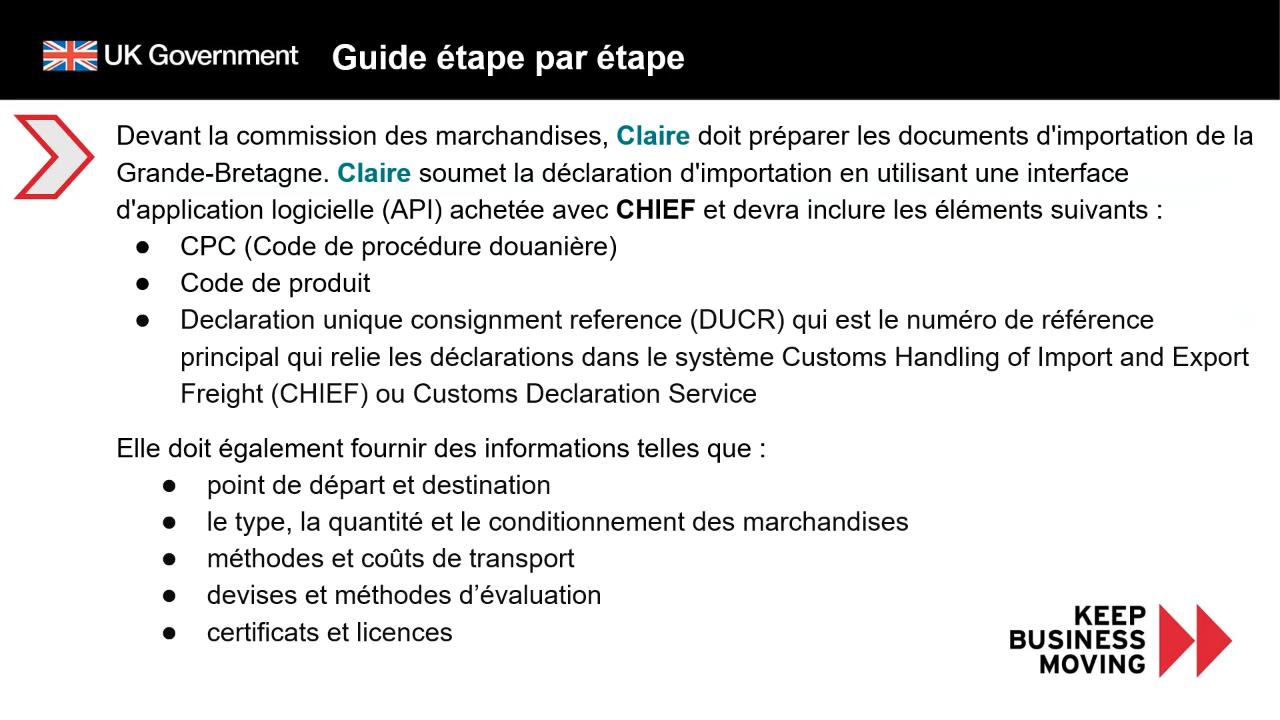 UK Government
Guide étape par étape
Devant la commission des marchandises, Claire doit préparer les documents d'importation de la
Grande-Bretagne. Claire soumet la déclaration d'importation en utilisant une interface
d'application logicielle (API) achetée avec CHIEF et devra inclure les éléments suivants :
● CPC (Code de procédure douanière)
● Code de produit
● Declaration unique consignment reference (DUCR) qui est le numéro de référence
principal qui relie les déclarations dans le système Customs Handling of Import and Export
Freight (CHIEF) ou Customs Declaration Service
Elle doit également fournir des informations telles que :
● point de départ et destination
● le type, la quantité et le conditionnement des marchandises
● méthodes et coûts de transport
● devises et méthodes d’évaluation
● certificats et licences
KEEP
BUSINESS
MOVING